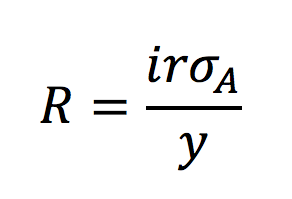 R = irσ_A / y